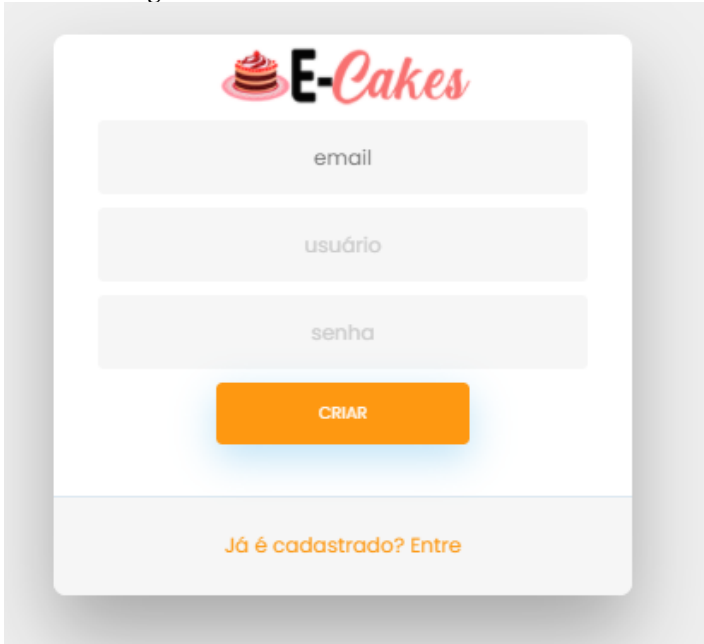 E-Cakes
email
usuário
senha
CRIAR
Já é cadastrado? Entre